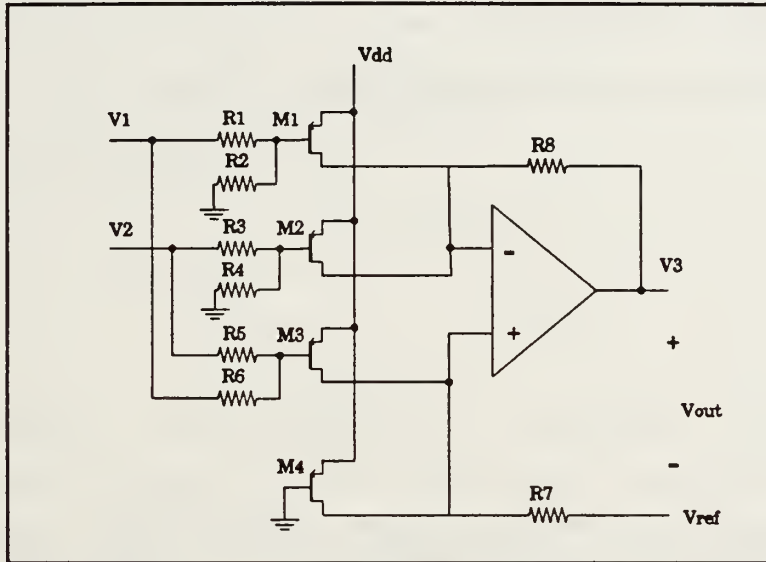 Vdd
V1
R1
M1
R8
R2
V2
R3
M2
-
V3
R4
R5
M3
+
+
R6
Vout
M4
-
R7
Vref